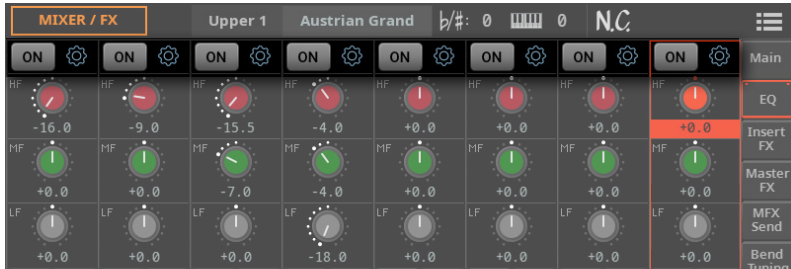 MIXER / FX Upper 1 Austrian Grand b/#: 0 0 N.C.
ON ON ON ON ON ON ON ON Main
HF HF HF HF HF HF HF HF EQ
-16.0 -9.0 -15.5 -4.0 +0.0 +0.0 +0.0 +0.0
Insert
FX
MF MF MF MF MF MF MF MF
+0.0 +0.0 -7.0 -4.0 +0.0 +0.0 +0.0 +0.0
Master
FX
LF LF LF LF LF LF LF LF
MFX
Send
+0.0 +0.0 +0.0 -18.0 +0.0 +0.0 +0.0 +0.0
Bend
Tuning